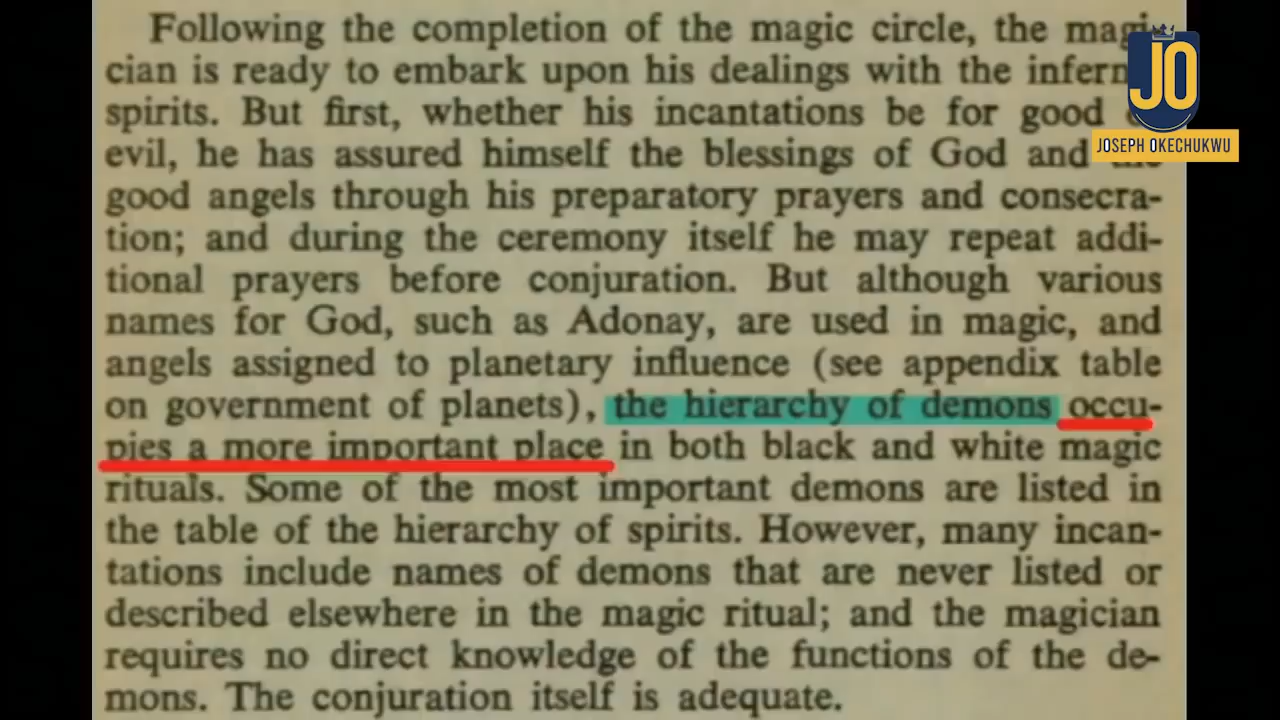 Following the completion of the magic circle, the magi-
cian is ready to embark upon his dealings with the infern
spirits. But first, whether his incantations be for good
evil, he has assured himself the blessings of God and the
good angels through his preparatory prayers and consecra-
tion; and during the ceremony itself he may repeat addi-
tional prayers before conjuration. But although various
names for God, such as Adonay, are used in magic, and
angels assigned to planetary influence (see appendix table
on government of planets), the hierarchy of demons occu-
pies a more important place in both black and white magic
rituals. Some of the most important demons are listed in
the table of the hierarchy of spirits. However, many incan-
tations include names of demons that are never listed or
described elsewhere in the magic ritual; and the magician
requires no direct knowledge of the functions of the de-
mons. The conjuration itself is adequate.
JO
JOSEPH OKECHUKWU